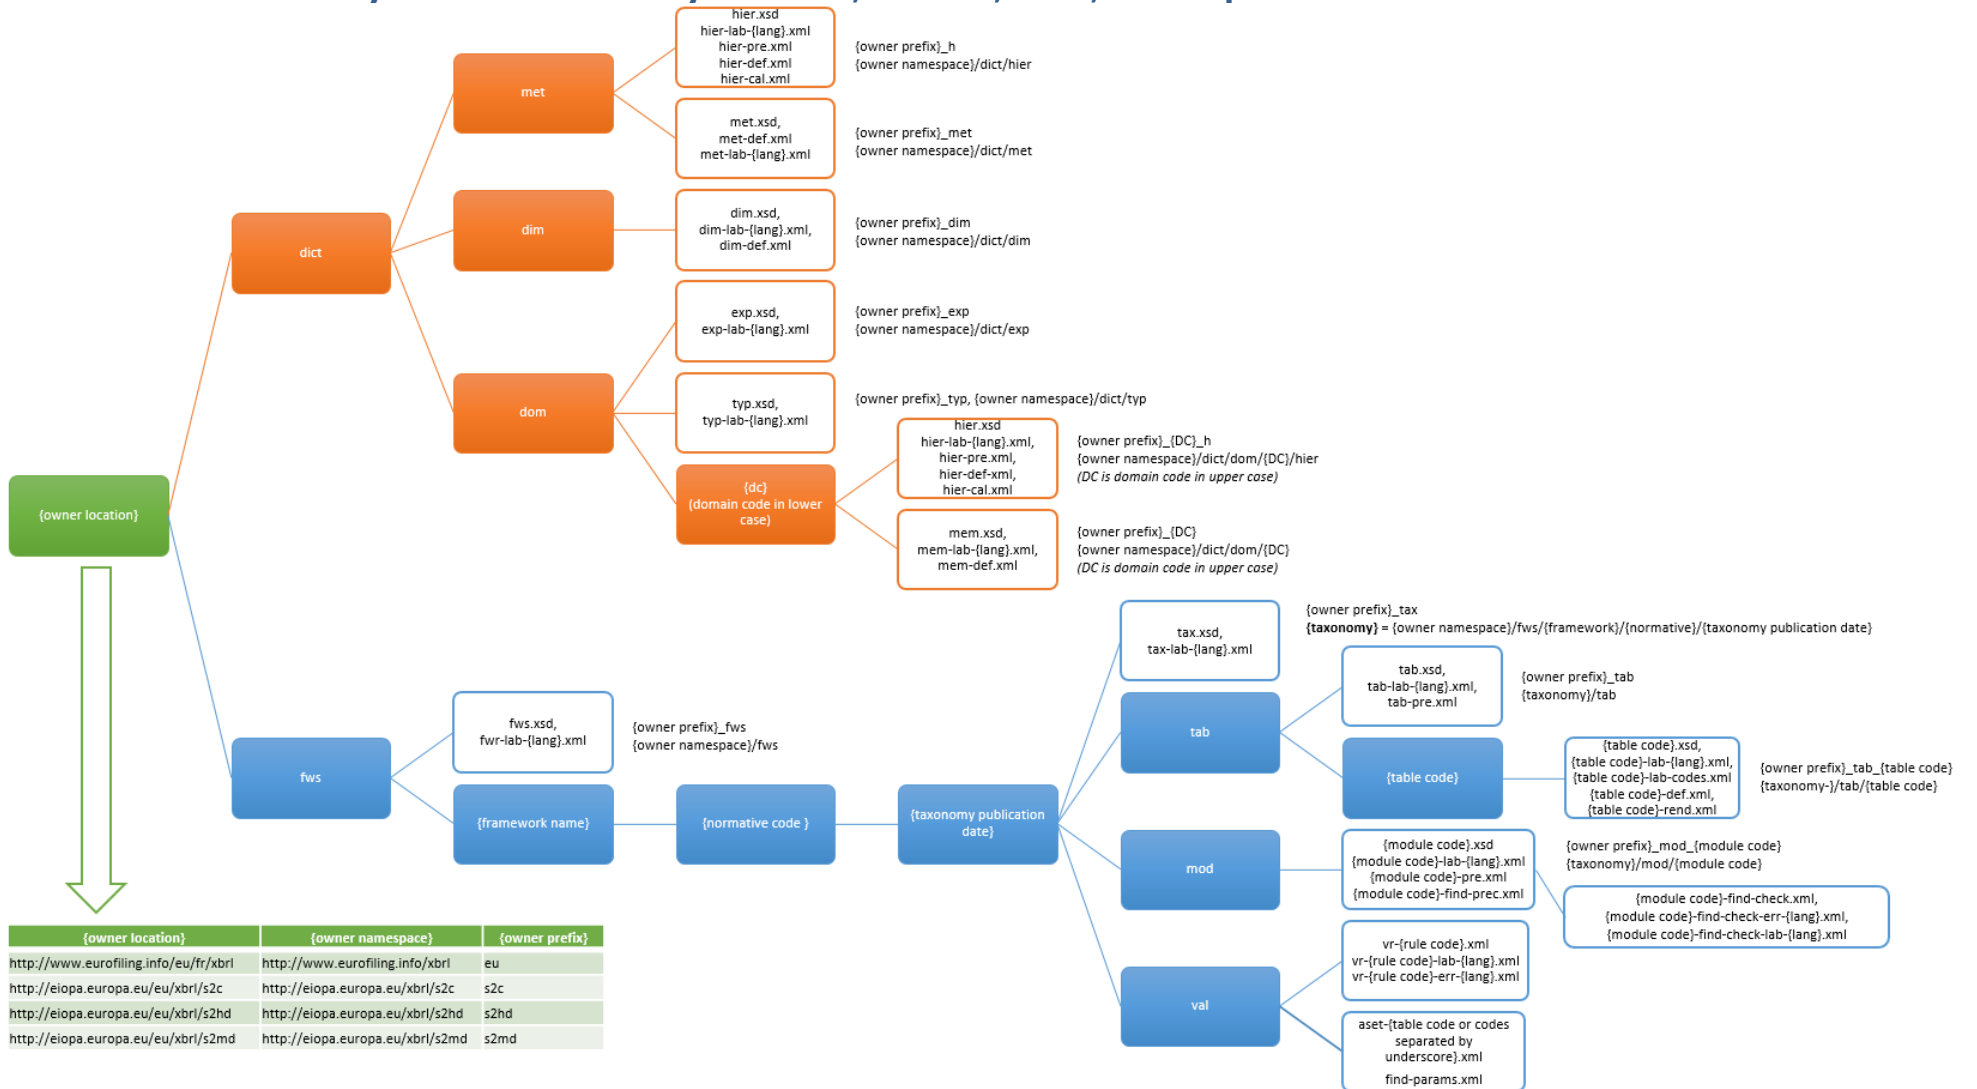 hier.xsd
hier-lab-{lang}.xml
hier-pre.xml
hier-def.xml
hier-cal.xml
{owner prefix}_h
{owner namespace}/dict/hier
met
met.xsd,
met-def.xml
met-lab-{lang}.xml
{owner prefix}_met
{owner namespace}/dict/met
dict
dim
dim.xsd,
dim-lab-{lang}.xml,
dim-def.xml
{owner prefix}_dim
{owner namespace}/dict/dim
exp.xsd,
exp-lab-{lang}.xml
{owner prefix}_exp
{owner namespace}/dict/exp
dom
typ.xsd,
typ-lab-{lang}.xml
{owner prefix}_typ, {owner namespace}/dict/typ
{dc}
(domain code in lower
case)
hier.xsd
hier-lab-{lang}.xml,
hier-pre.xml,
hier-def-xml,
hier-cal.xml
{owner prefix}_{DC}_h
{owner namespace}/dict/dom/{DC}/hier
(DC is domain code in upper case)
mem.xsd,
mem-lab-{lang}.xml,
mem-def.xml
{owner prefix}_{DC}
{owner namespace}/dict/dom/{DC}
(DC is domain code in upper case)
{owner location}
fws
fws.xsd,
fwr-lab-{lang}.xml
{owner prefix}_fws
{owner namespace}/fws
{framework name}
{normative code }
{taxonomy publication
date}
tax.xsd,
tax-lab-{lang}.xml
{owner prefix}_tax
{taxonomy} = {owner namespace}/fws/{framework}/{normative}/{taxonomy publication date}
tab
tab.xsd,
tab-lab-{lang}.xml,
tab-pre.xml
{owner prefix}_tab
{taxonomy}/tab
{table code}
{table code}.xsd,
{table code}-lab-{lang}.xml,
{table code}-lab-codes.xml
{table code}-def.xml,
{table code}-rend.xml
{owner prefix}_tab_{table code}
{taxonomy-}/tab/{table code}
mod
{module code}.xsd
{module code}-lab-{lang}.xml
{module code}-pre.xml
{module code}-find-prec.xml
{owner prefix}_mod_{module code}
{taxonomy}/mod/{module code}
{module code}-find-check.xml,
{module code}-find-check-err-{lang}.xml,
{module code}-find-check-lab-{lang}.xml
val
vr-{rule code}.xml
vr-{rule code}-lab-{lang}.xml
vr-{rule code}-err-{lang}.xml
aset-{table code or codes
separated by
underscore}.xml
find-params.xml
{owner location} {owner namespace} {owner prefix}
http://www.eurofiling.info/eu/fr/xbrl http://www.eurofiling.info/xbrl eu
http://eiopa.europa.eu/eu/xbrl/s2c http://eiopa.europa.eu/xbrl/s2c s2c
http://eiopa.europa.eu/eu/xbrl/s2hd http://eiopa.europa.eu/xbrl/s2hd s2hd
http://eiopa.europa.eu/eu/xbrl/s2md http://eiopa.europa.eu/xbrl/s2md s2md